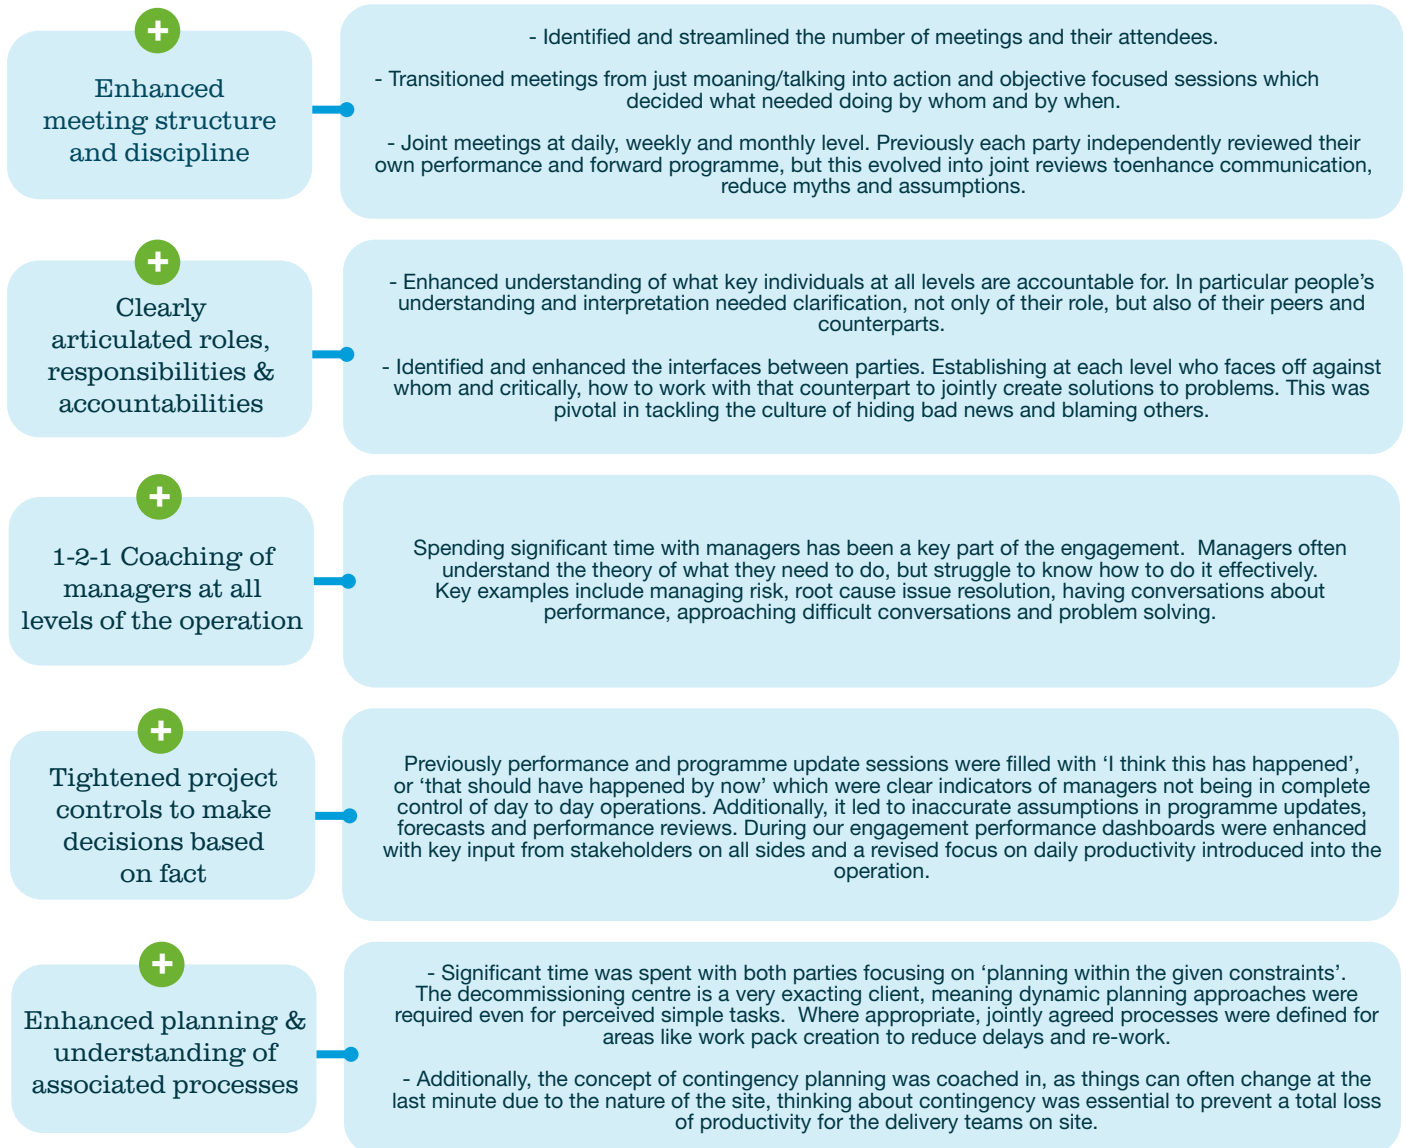 Enhanced
meeting structure
and discipline
- Identified and streamlined the number of meetings and their attendees.
- Transitioned meetings from just moaning/talking into action and objective focused sessions which
decided what needed doing by whom and by when.
- Joint meetings at daily, weekly and monthly level. Previously each party independently reviewed their
own performance and forward programme, but this evolved into joint reviews toenhance communication,
reduce myths and assumptions.
Clearly
articulated roles,
responsibilities &
accountabilities
- Enhanced understanding of what key individuals at all levels are accountable for. In particular people's
understanding and interpretation needed clarification, not only of their role, but also of their peers and
counterparts.
- Identified and enhanced the interfaces between parties. Establishing at each level who faces off against
whom and critically, how to work with that counterpart to jointly create solutions to problems. This was
pivotal in tackling the culture of hiding bad news and blaming others.
1-2-1 Coaching of
managers at all
levels of the operation
Spending significant time with managers has been a key part of the engagement.  Managers often
understand the theory of what they need to do, but struggle to know how to do it effectively.
Key examples include managing risk, root cause issue resolution, having conversations about
performance, approaching difficult conversations and problem solving.
Tightened project
controls to make
decisions based
on fact
Previously performance and programme update sessions were filled with ‘I think this has happened’,
or ‘that should have happened by now’ which were clear indicators of managers not being in complete
control of day to day operations. Additionally, it led to inaccurate assumptions in programme updates,
forecasts and performance reviews. During our engagement performance dashboards were enhanced
with key input from stakeholders on all sides and a revised focus on daily productivity introduced into the
operation.
Enhanced planning &
understanding of
associated processes
- Significant time was spent with both parties focusing on ‘planning within the given constraints’.
The decommissioning centre is a very exacting client, meaning dynamic planning approaches were
required even for perceived simple tasks.  Where appropriate, jointly agreed processes were defined for
areas like work pack creation to reduce delays and re-work.
- Additionally, the concept of contingency planning was coached in, as things can often change at the
last minute due to the nature of the site, thinking about contingency was essential to prevent a total loss
of productivity for the delivery teams on site.